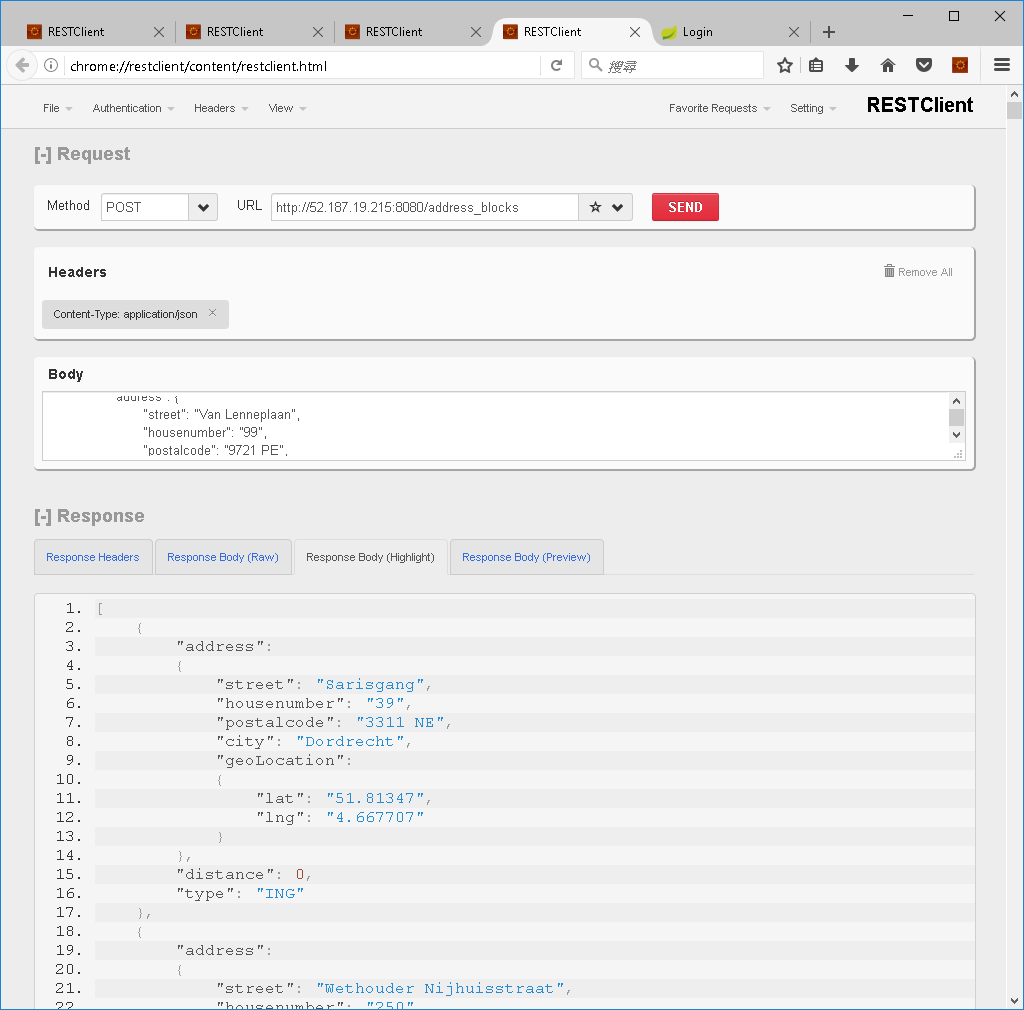 RESTClient RESTClient RESTClient RESTClient Login
chrome://restclient/content/restclient.html 搜尋
File Authentication Headers View Favorite Requests Setting RESTClient
[-] Request
Method POST URL http://52.187.19.215:8080/address_blocks SEND
Headers Remove All
Content-Type: application/json
Body
"address": {
"street": "Van Lenneplaan",
"housenumber": "99",
"postalcode": "9721 PE",
[-] Response
Response Headers Response Body (Raw) Response Body (Highlight) Response Body (Preview)
1. [
2. {
3. "address":
4. {
5. "street": "Sarisgang",
6. "housenumber": "39",
7. "postalcode": "3311 NE",
8. "city": "Dordrecht",
9. "geoLocation":
10. {
11. "lat": "51.81347",
12. "lng": "4.667707"
13. }
14. },
15. "distance": 0,
16. "type": "ING"
17. },
18. {
19. "address":
20. {
21. "street": "Wethouder Nijhuisstraat",
22. "housenumber": "250"